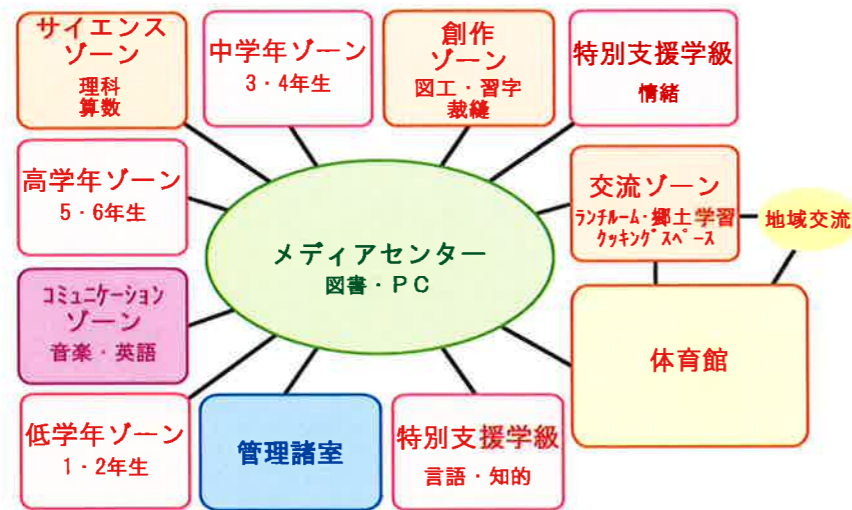 サイエンス
ゾーン
理科
算数
中学年ゾーン
3・4年生
創作
ゾーン
図工・習字
裁縫
特別支援学級
情緒
高学年ゾーン
5・6年生
メディアセンター
図書・PC
交流ゾーン
ランチルーム・郷土学習
クッキングスペース
地域交流
コミュニケーション
ゾーン
音楽・英語
体育館
低学年ゾーン
1・2年生
管理諸室
特別支援学級
言語・知的